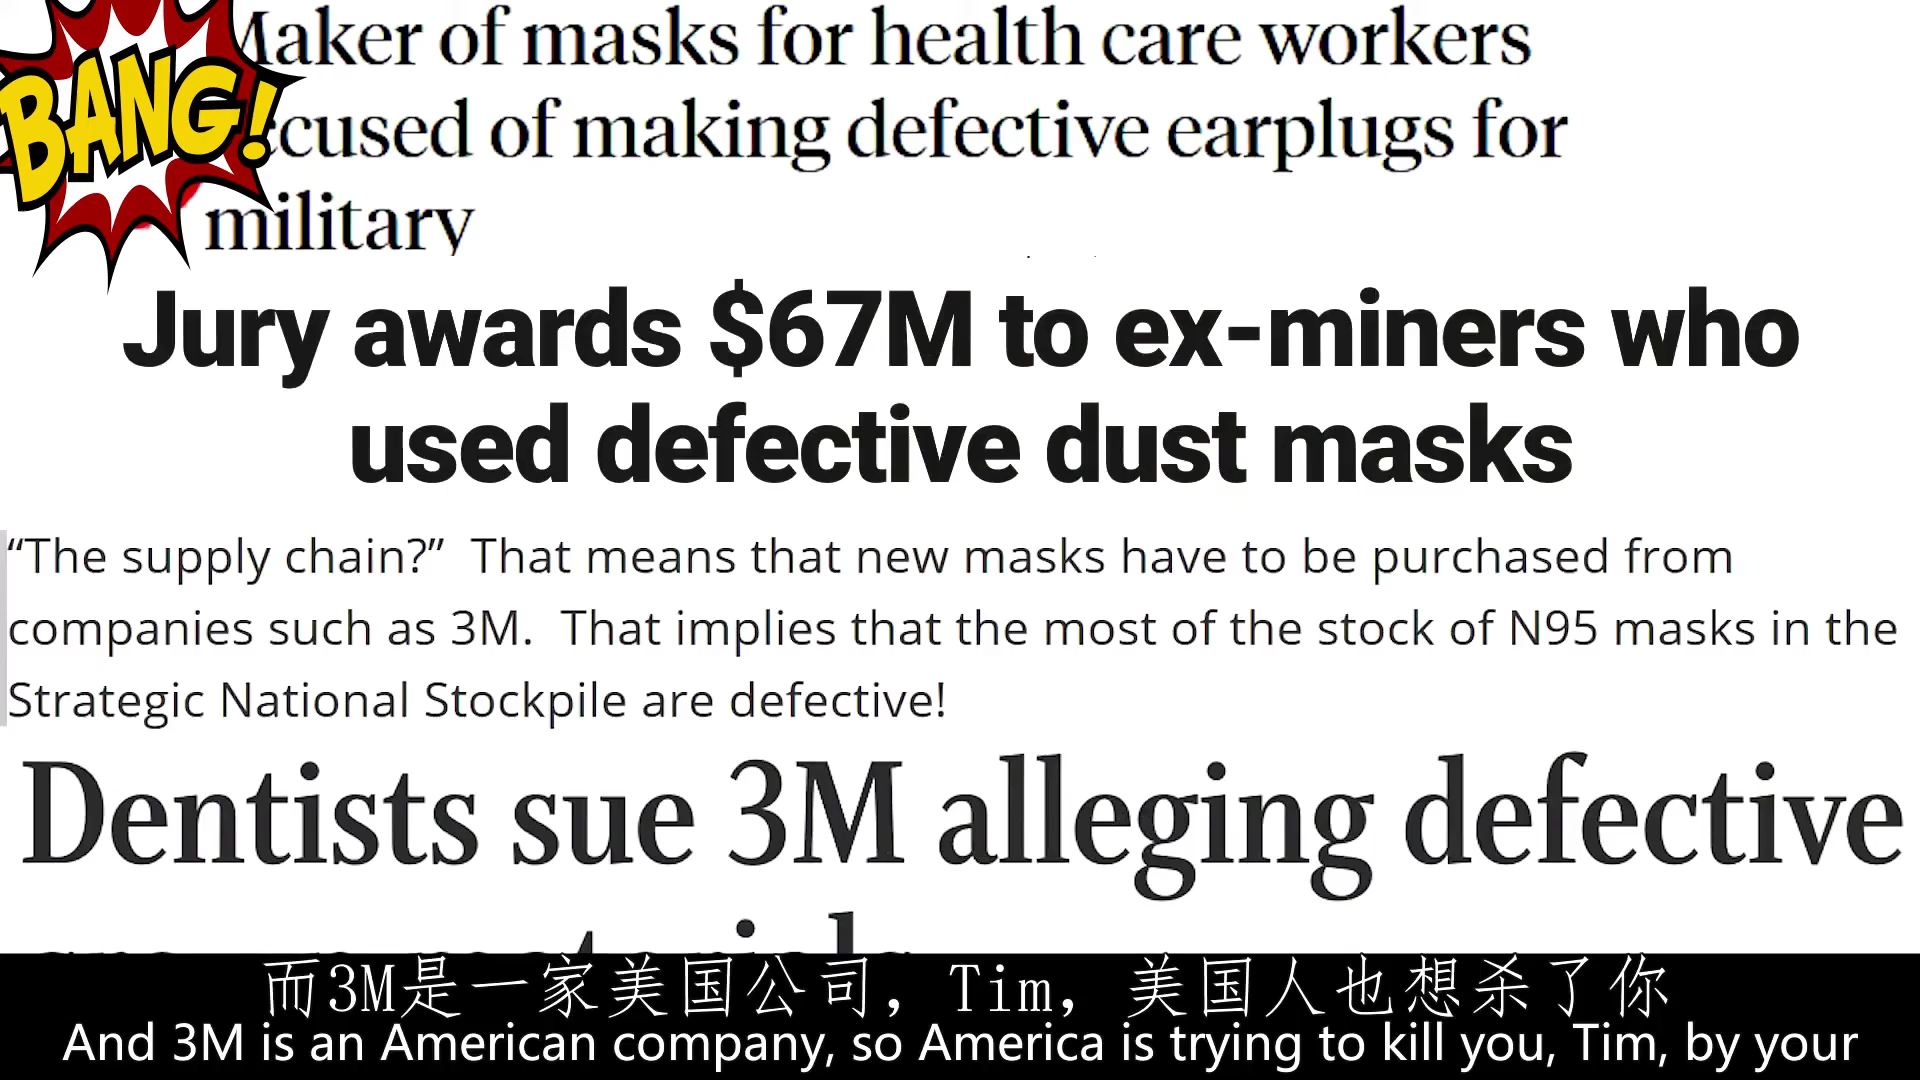 BANG!
Maker of masks for health care workers
ccused of making defective earplugs for
military
Jury awards $67M to ex-miners who
used defective dust masks
“The supply chain?” That means that new masks have to be purchased from
companies such as 3M. That implies that the most of the stock of N95 masks in the
Strategic National Stockpile are defective!
Dentists sue 3M alleging defective
而3M是一家美国公司，Tim，美国人也想杀了你
And 3M is an American company, so America is trying to kill you, Tim, by your